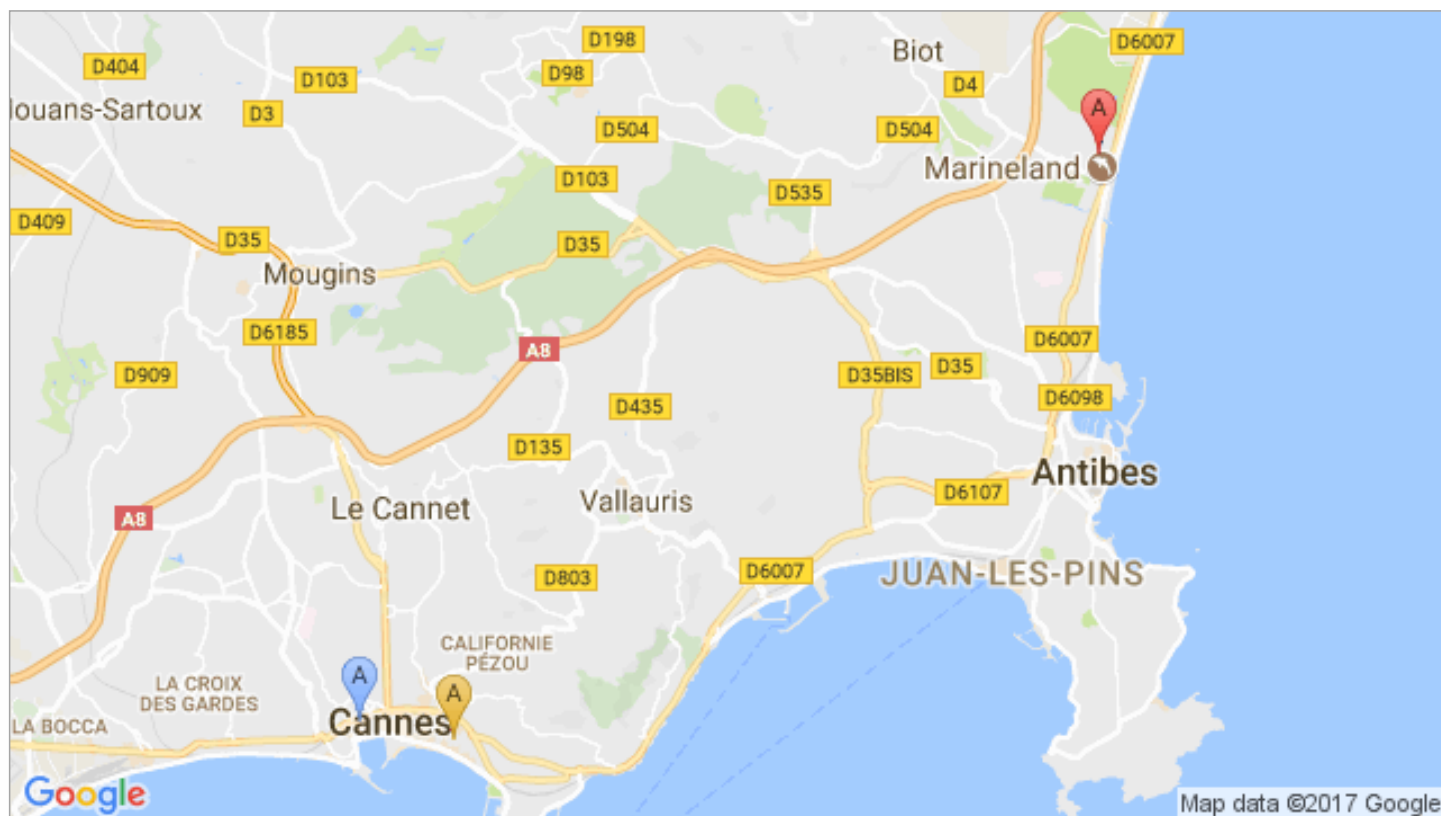 D198
D6007
Biot
D404
D98
D103
D4
Iouans-Sartoux
D3
A
D504
D504
Marineland
D103
D535
D409
D35
D35
Mougins
D6185
D6007
A8
D909
D35BIS
D35
D6098
D435
D135
Antibes
D6107
Vallauris
Le Cannet
A8
D803
D6007
JUAN-LES-PINS
CALIFORNIE
PÉZOU
A
LA CROIX
DES GARDES
A
LA BOCCA
Cannes
Google
Map data ©2017 Google